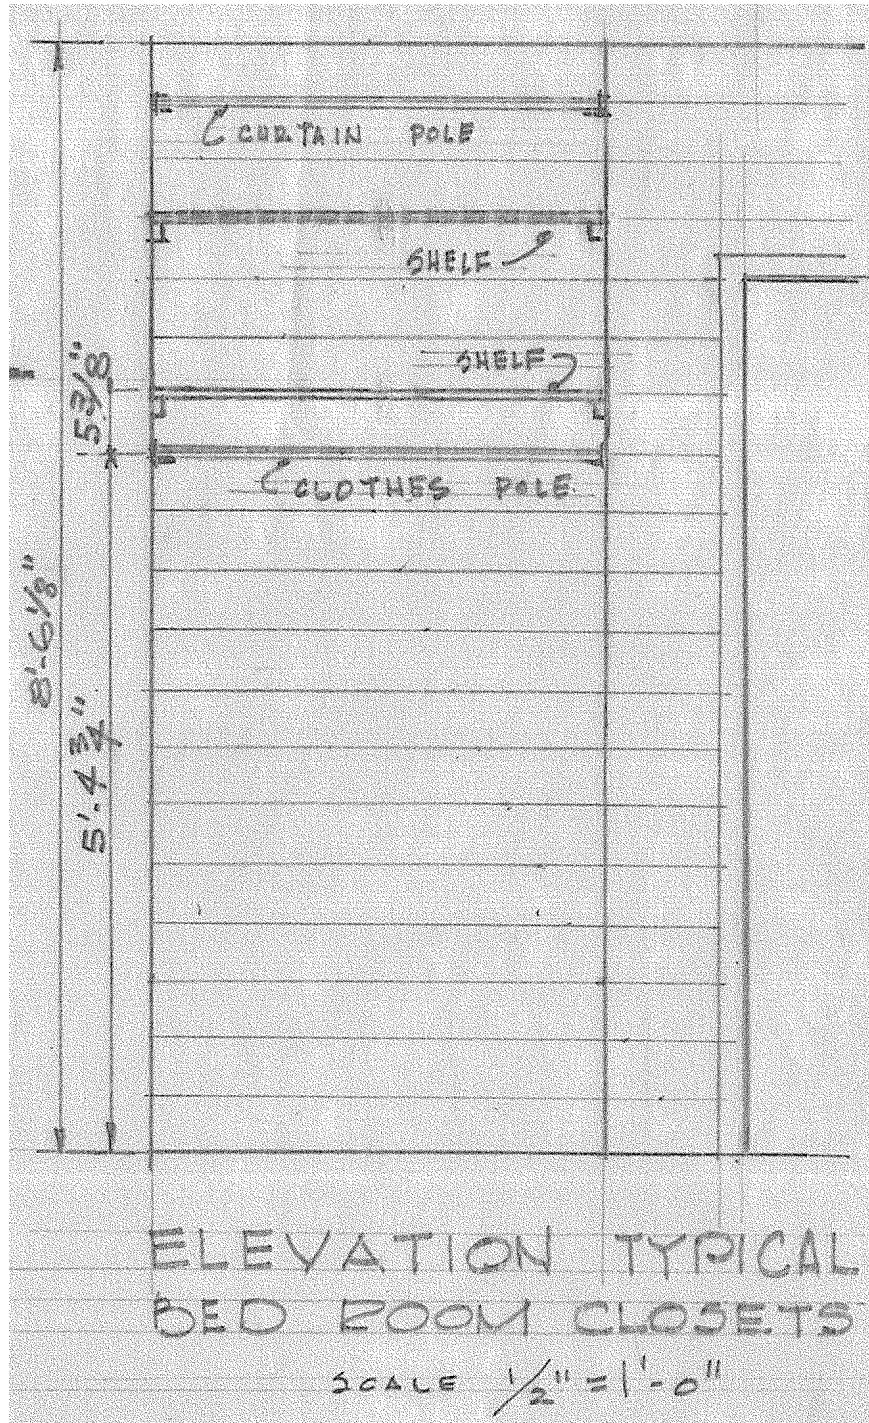 CURTAIN POLE
SHELF
SHELF
5 3/8"
CLOTHES POLE
8'-6 1/8"
5'-4 3/4"
ELEVATION TYPICAL
BED ROOM CLOSETS
SCALE 1/2" = 1'-0"